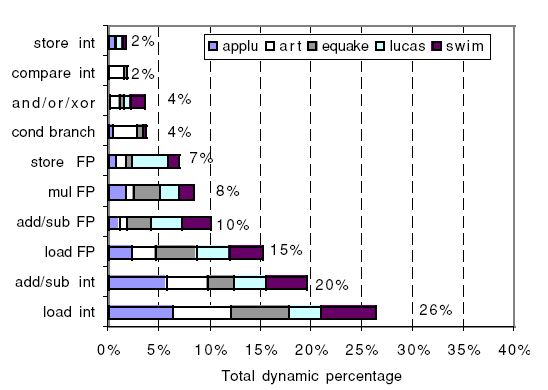 applu art equake lucas swim
store int 2%
compare int 2%
and/or/xor 4%
cond branch 4%
store FP 7%
mul FP 8%
add/sub FP 10%
load FP 15%
add/sub int 20%
load int 26%
0% 5% 10% 15% 20% 25% 30% 35% 40%
Total dynamic percentage